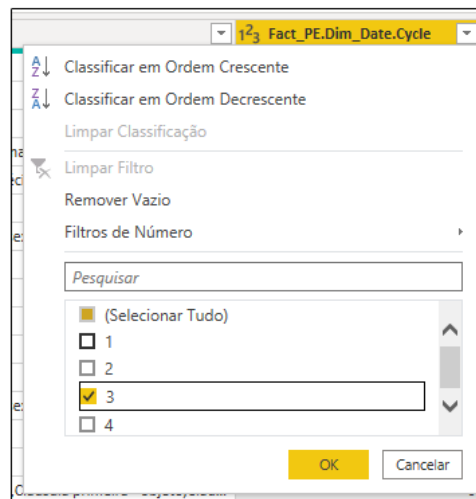 1²3 Fact_PE.Dim_Date.Cycle
A Z Classificar em Ordem Crescente
Z A Classificar em Ordem Decrescente
Limpar Classificação
Limpar Filtro
Remover Vazio
Filtros de Número
Pesquisar
(Selecionar Tudo)
1
2
3
4
OK Cancelar